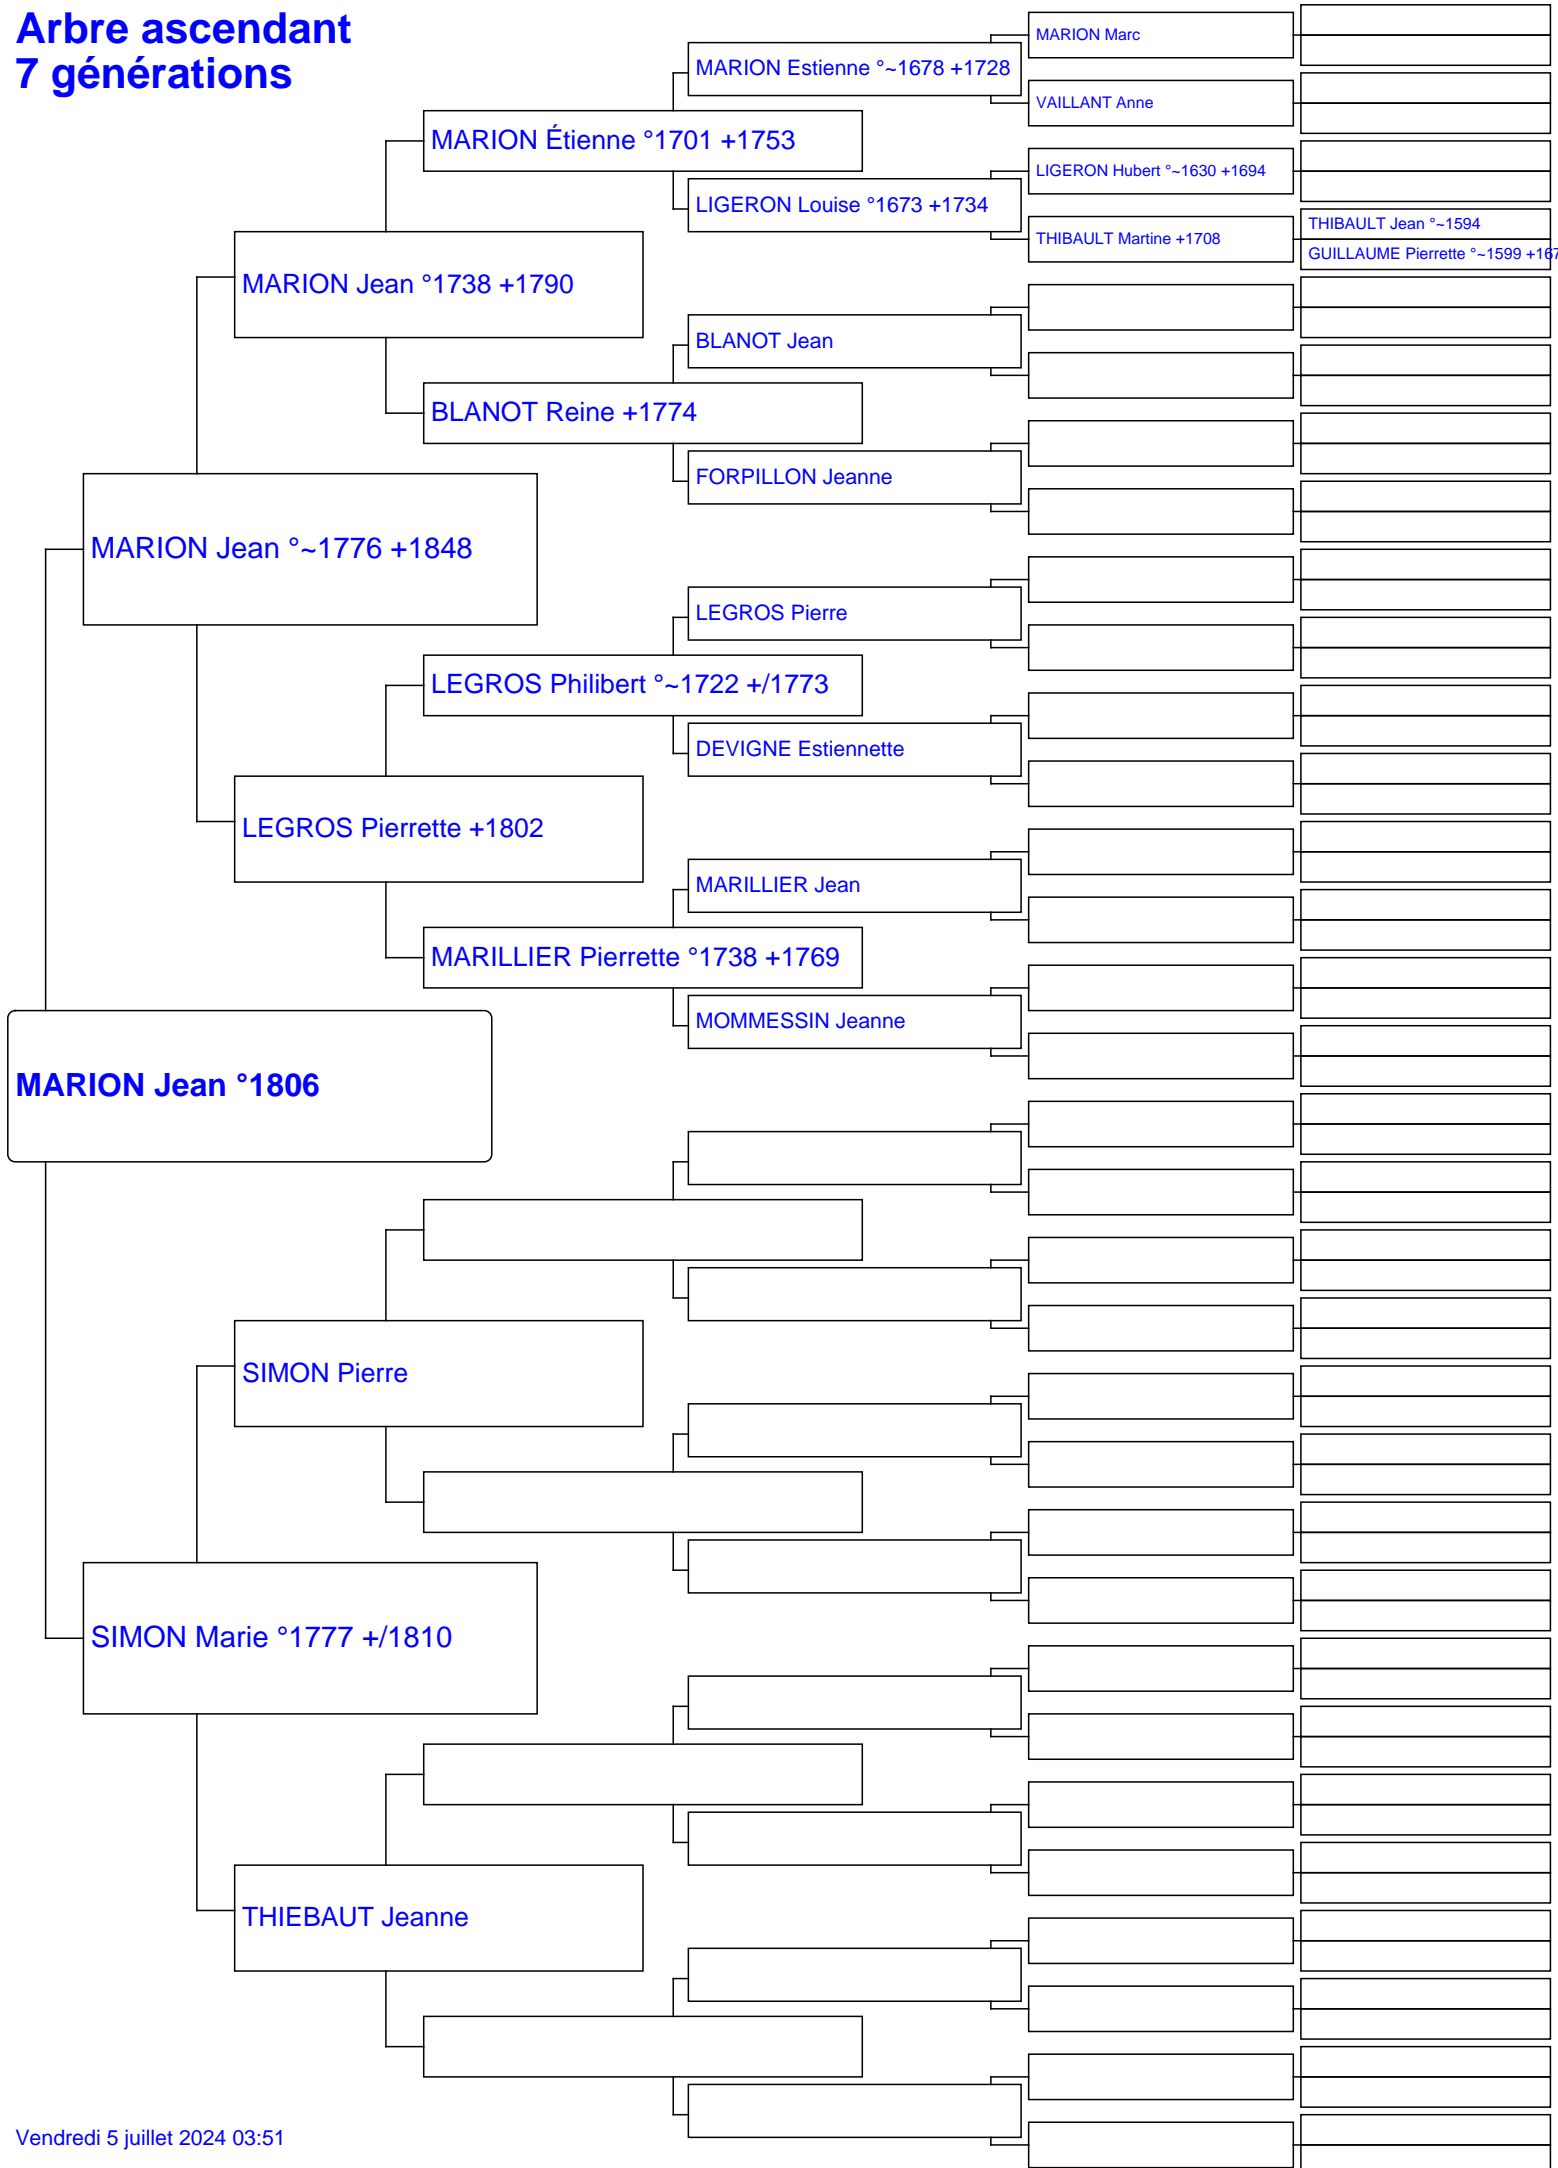 Arbre ascendant
7 générations
MARION Jean °1806
MARION Jean °~1776 +1848
SIMON Marie °1777 +/1810
MARION Jean °1738 +1790
LEGROS Pierrette +1802
SIMON Pierre
THIEBAUT Jeanne
MARION Étienne °1701 +1753
BLANOT Reine +1774
LEGROS Philibert °~1722 +/1773
MARILLIER Pierrette °1738 +1769
MARION Estienne °~1678 +1728
LIGERON Louise °1673 +1734
BLANOT Jean
FORPILLON Jeanne
LEGROS Pierre
DEVIGNE Estiennette
MARILLIER Jean
MOMMESSIN Jeanne
MARION Marc
VAILLANT Anne
LIGERON Hubert °~1630 +1694
THIBAULT Martine +1708
THIBAULT Jean °~1594
GUILLAUME Pierrette °~1599
Vendredi 5 juillet 2024 03:51